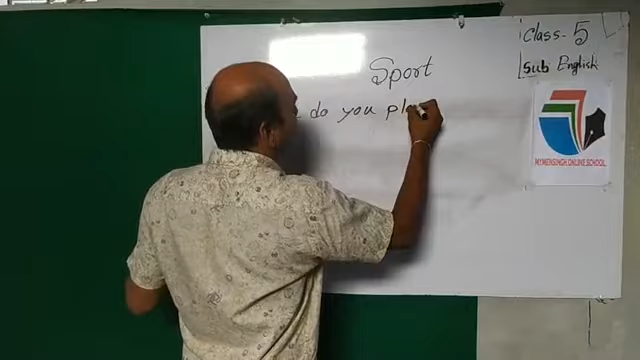 Class-5
Sub English
Sport
do you pl
MYMENSINGH ONLINE SCHOOL